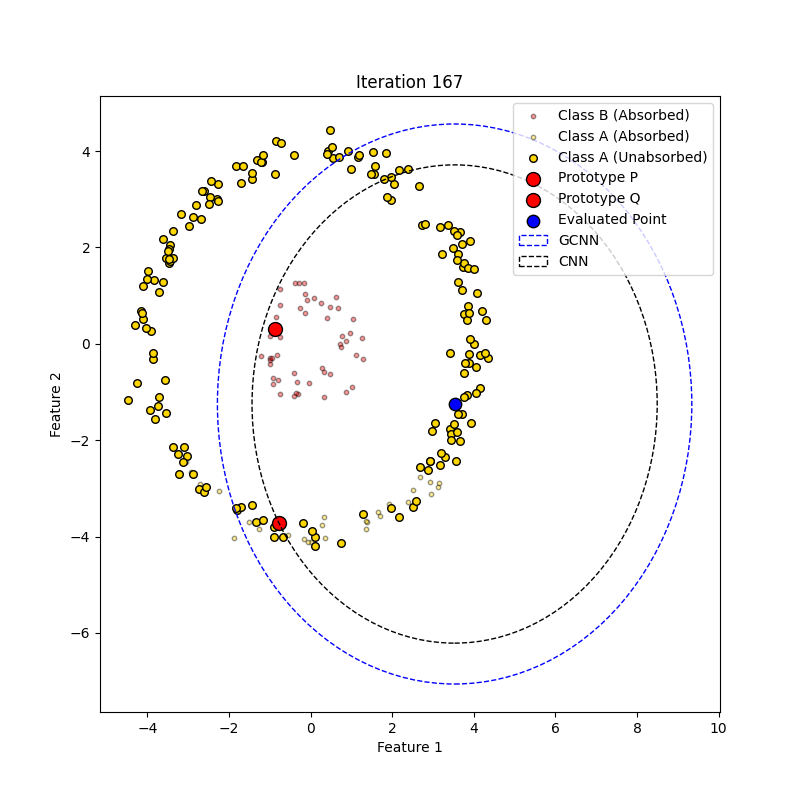 Iteration 167
Class B (Absorbed)
Class A (Absorbed)
Class A (Unabsorbed)
Prototype P
Prototype Q
Evaluated Point
GCNN
CNN
4
2
0
−2
−4
−6
Feature 2
−4 −2 0 2 4 6 8 10
Feature 1